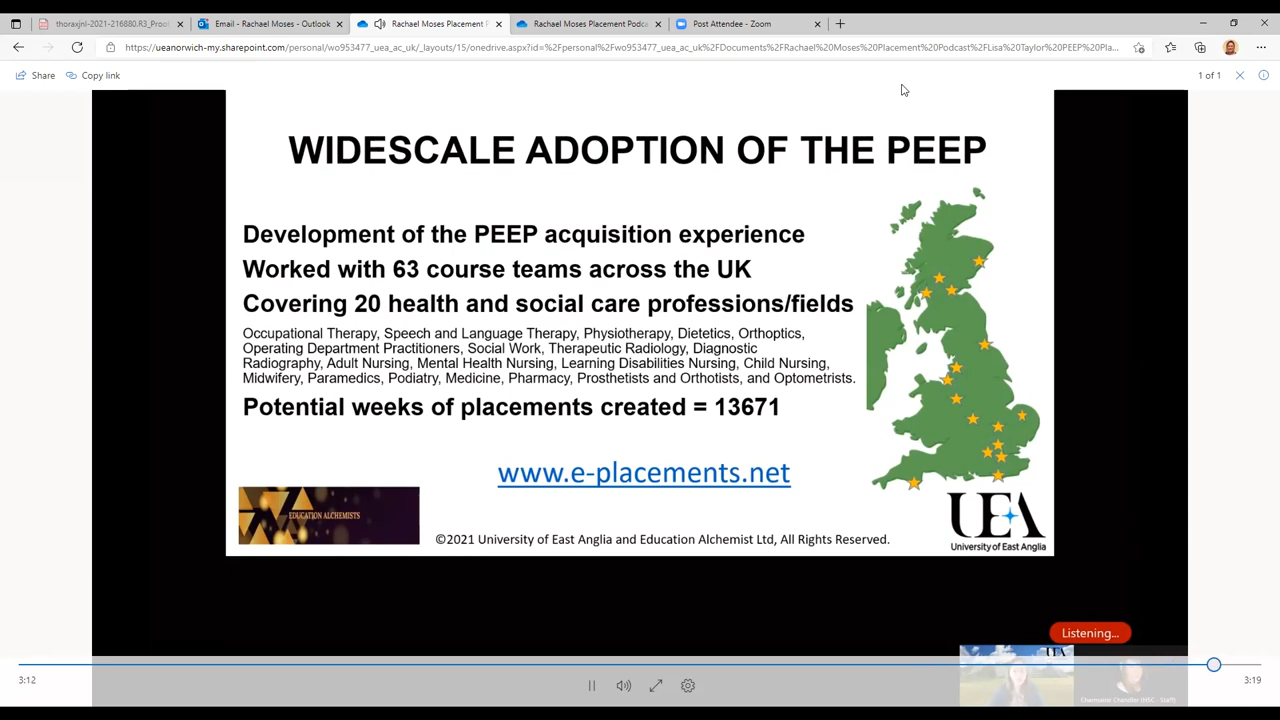 thoraxjnl-2021-216880.R3_Proo
Email - Rachael Moses - Outlook
Rachael Moses Placement P
Rachael Moses Placement Podca
Post Attendee - Zoom
https://ueanorwich-my.sharepoint.com/personal/wo953477_uea_ac_uk/_layouts/15/onedrive.aspx?id=%2Fpersonal%2Fwo953477_uea_ac_uk%2FDocuments%2FRachael%20Moses%20Placement%20Podcast%2FLisa%20Taylor%20PEEP%20Pla...
Share
Copy link
1 of 1
WIDESCALE ADOPTION OF THE PEEP
Development of the PEEP acquisition experience
Worked with 63 course teams across the UK
Covering 20 health and social care professions/fields
Occupational Therapy, Speech and Language Therapy, Physiotherapy, Dietetics, Orthoptics,
Operating Department Practitioners, Social Work, Therapeutic Radiology, Diagnostic
Radiography, Adult Nursing, Mental Health Nursing, Learning Disabilities Nursing, Child Nursing,
Midwifery, Paramedics, Podiatry, Medicine, Pharmacy, Prosthetists and Orthotists, and Optometrists.
Potential weeks of placements created = 13671
www.e-placements.net
EDUCATION ALCHEMISTS
©2021 University of East Anglia and Education Alchemist Ltd, All Rights Reserved.
UEA
University of East Anglia
Listening...
UEA
Charmaine Chandler (HSC - Staff)
3:12
3:19